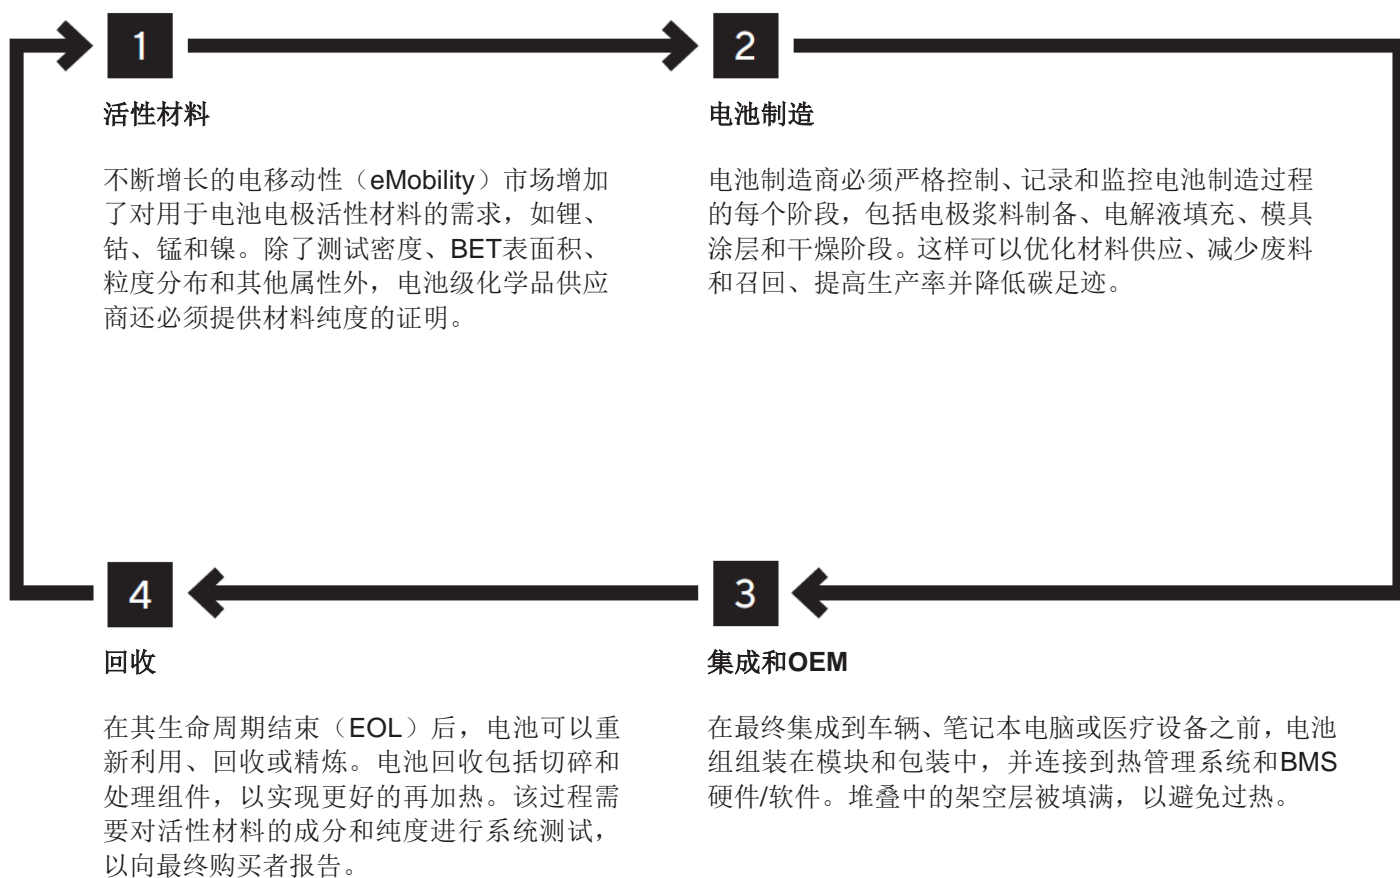 1
活性材料
不断增长的电移动性（eMobility）市场增加
了对用于电池电极活性材料的需求，如锂、
钴、锰和镍。除了测试密度、BET表面积、
粒度分布和其他属性外，电池级化学品供应
商还必须提供材料纯度的证明。
2
电池制造
电池制造商必须严格控制、记录和监控电池制造过程
的每个阶段，包括电极浆料制备、电解液填充、模具
涂层和干燥阶段。这样可以优化材料供应、减少废料
和召回、提高生产率并降低碳足迹。
3
集成和OEM
在最终集成到车辆、笔记本电脑或医疗设备之前，电池
组组装在模块和包装中，并连接到热管理系统和BMS
硬件/软件。堆叠中的架空层被填满，以避免过热。
4
回收
在其生命周期结束（EOL）后，电池可以重
新利用、回收或精炼。电池回收包括切碎和
处理组件，以实现更好的再加热。该过程需
要对活性材料的成分和纯度进行系统测试，
以向最终购买者报告。